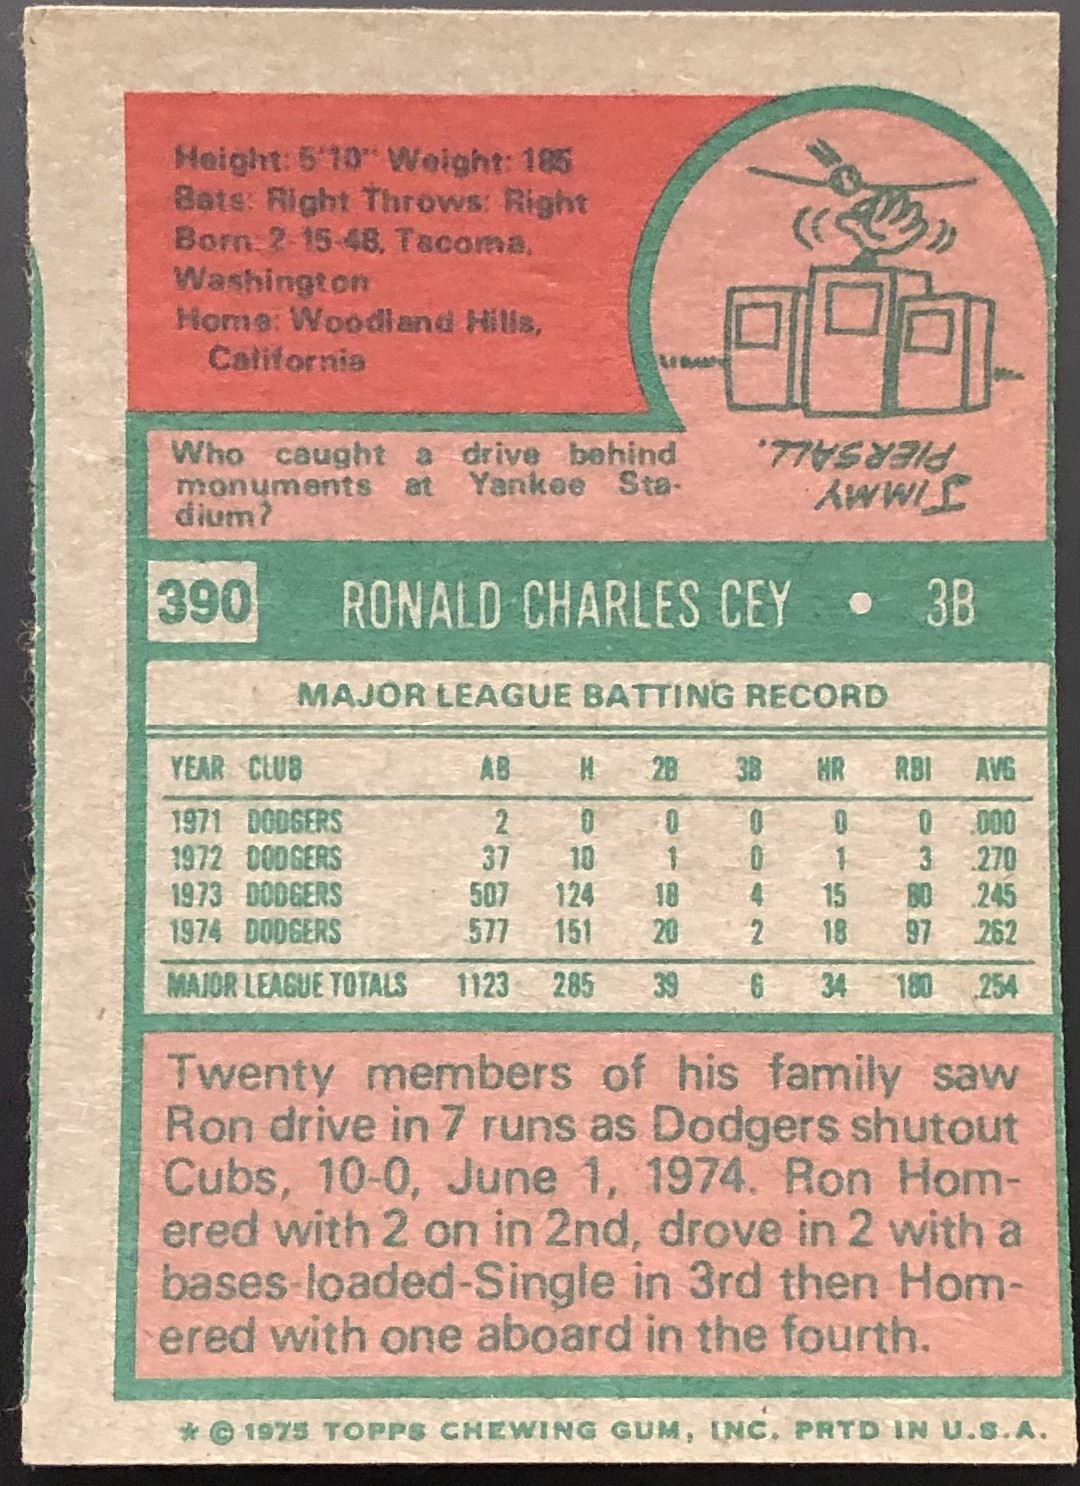 Height: 5'10" Weight: 185
Bats: Right Throws: Right
Born: 2-15-48, Tacoma,
Washington
Home: Woodland Hills,
California
Who caught a drive behind
monuments at Yankee Sta-
dium?
JIMMY
PIERSALL.
390 RONALD CHARLES CEY • 3B
MAJOR LEAGUE BATTING RECORD
YEAR CLUB AB H 2B 3B HR RBI AVG
1971 DODGERS 2 0 0 0 0 0 .000
1972 DODGERS 37 10 1 0 1 3 .270
1973 DODGERS 507 124 18 4 15 80 .245
1974 DODGERS 577 151 20 2 18 97 .262
MAJOR LEAGUE TOTALS 1123 285 39 6 34 180 .254
Twenty members of his family saw
Ron drive in 7 runs as Dodgers shutout
Cubs, 10-0, June 1, 1974. Ron Hom-
ered with 2 on in 2nd, drove in 2 with a
bases-loaded-Single in 3rd then Hom-
ered with one aboard in the fourth.
* © 1975 TOPPS CHEWING GUM, INC. PRTD IN U.S.A.